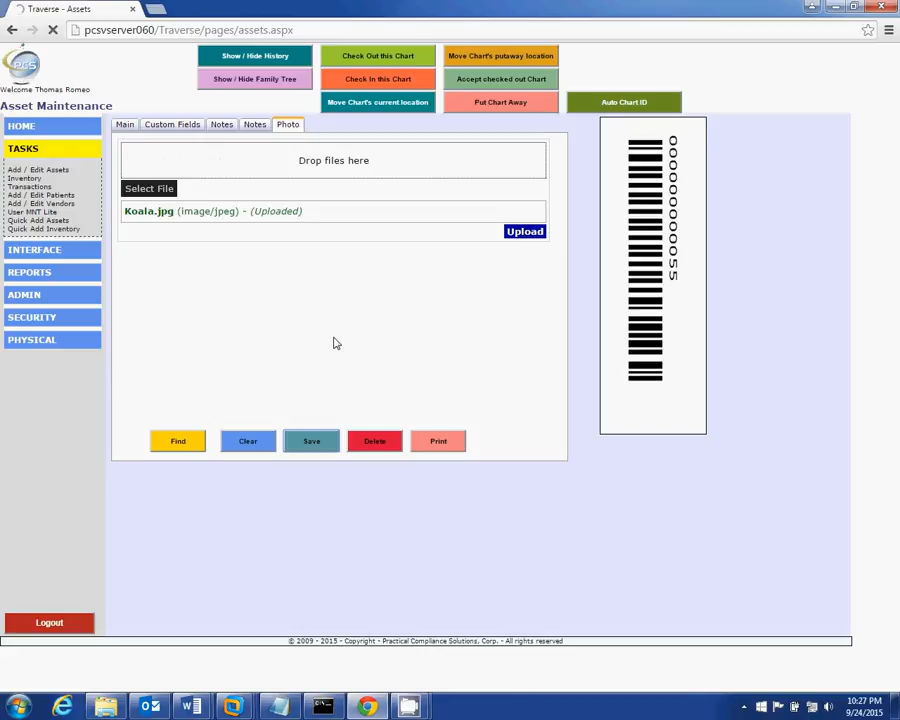 Traverse - Assets
pcsvserver060/Traverse/pages/assets.aspx
PCS
Welcome Thomas Romeo
Asset Maintenance
Show / Hide History
Check Out this Chart
Move Chart's putaway location
Show / Hide Family Tree
Check In this Chart
Accept checked out Chart
Move Chart's current location
Put Chart Away
Auto Chart ID
HOME
TASKS
Add / Edit Assets
Inventory
Transactions
Add / Edit Patients
Add / Edit Vendors
User MNT Lite
Quick Add Assets
Quick Add Inventory
INTERFACE
REPORTS
ADMIN
SECURITY
PHYSICAL
Logout
Main
Custom Fields
Notes
Notes
Photo
Drop files here
Select File
Koala.jpg (image/jpeg) - (Uploaded)
Upload
Find
Clear
Save
Delete
Print
© 2009 - 2015 - Copyright - Practical Compliance Solutions, Corp. - All rights reserved
10:27 PM
9/24/2015